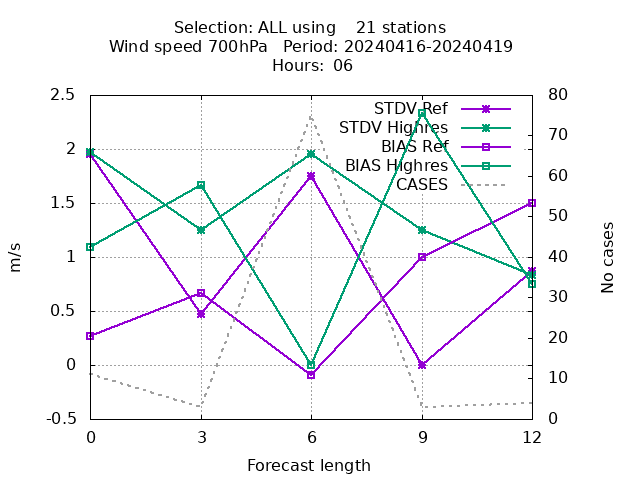 Selection: ALL using    21 stations
Wind speed 700hPa   Period: 20240416-20240419
Hours:  06
2.5
2
1.5
1
0.5
0
-0.5
80
70
60
50
40
30
20
10
0
0
3
6
9
12
m/s
No cases
Forecast length
STDV Ref
STDV Highres
BIAS Ref
BIAS Highres
CASES